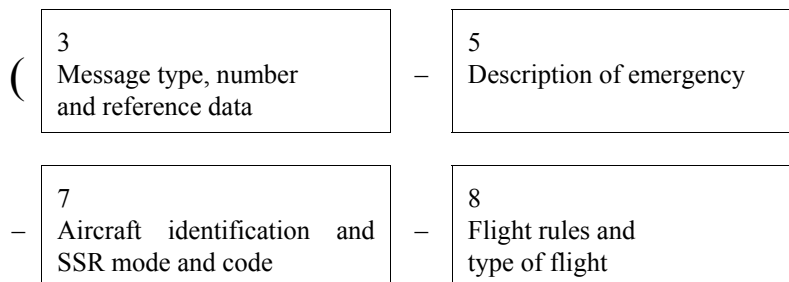 (
3
Message type, number
and reference data
–
5
Description of emergency
–
7
Aircraft identification and
SSR mode and code
–
8
Flight rules and
type of flight